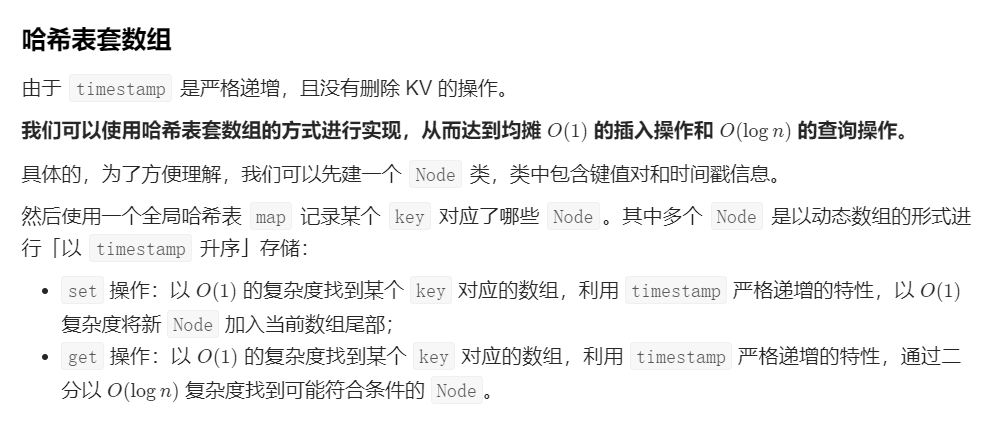 哈希表套数组
由于 timestamp 是严格递增，且没有删除 KV 的操作。
我们可以使用哈希表套数组的方式进行实现，从而达到均摊 O(1) 的插入操作和 O(log n) 的查询操作。
具体的，为了方便理解，我们可以先建一个 Node 类，类中包含键值对和时间戳信息。
然后使用一个全局哈希表 map 记录某个 key 对应了哪些 Node 。其中多个 Node 是以动态数组的形式进
行「以 timestamp 升序」存储：
• set 操作：以 O(1) 的复杂度找到某个 key 对应的数组，利用 timestamp 严格递增的特性，以 O(1)
复杂度将新 Node 加入当前数组尾部；
• get 操作：以 O(1) 的复杂度找到某个 key 对应的数组，利用 timestamp 严格递增的特性，通过二
分以 O(log n) 复杂度找到可能符合条件的 Node 。